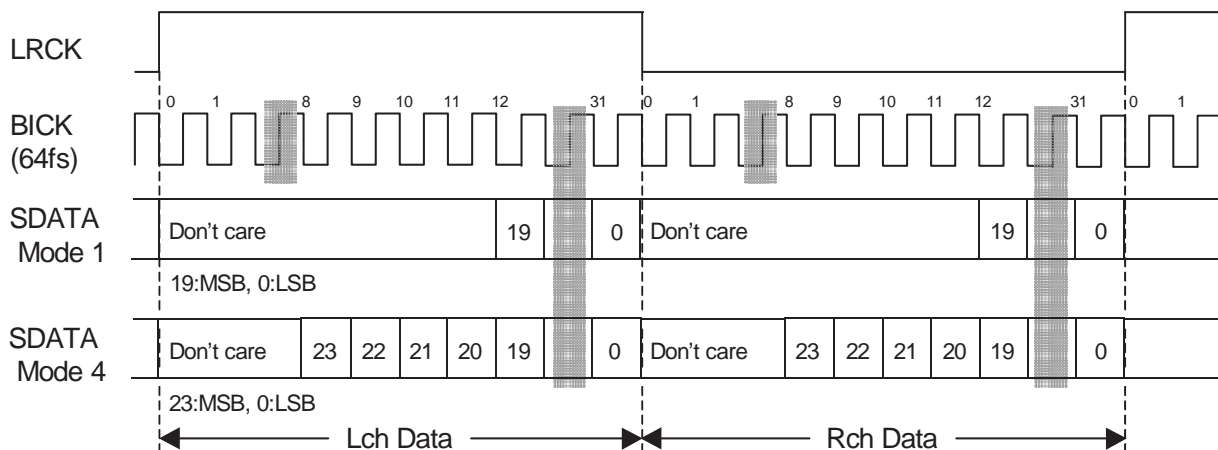 LRCK
0 1 8 9 10 11 12 31 0 1 8 9 10 11 12 31 0 1
BICK
(64fs)
SDATA
Mode 1
Don't care 19 0 Don't care 19 0
19:MSB, 0:LSB
SDATA
Mode 4
Don't care 23 22 21 20 19 0 Don't care 23 22 21 20 19 0
23:MSB, 0:LSB
Lch Data Rch Data